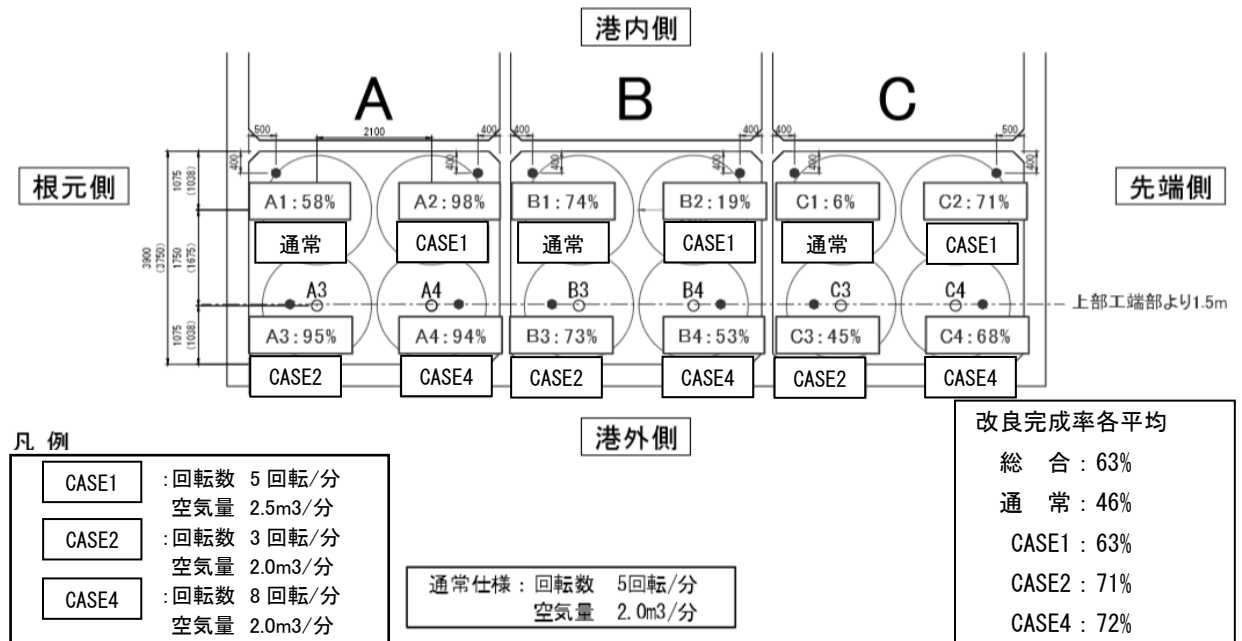 港内側
A
B
C
500
2100
400
400
400
400
500
400
400
400
400
400
400
根元側
先端側
1075
(1038)
3900
(3750)
1750
(1675)
1075
(1038)
A1:58%
A2:98%
B1:74%
B2:19%
C1:6%
C2:71%
通常
CASE1
通常
CASE1
通常
CASE1
A3
A4
B3
B4
C3
C4
上部工端部より1.5m
A3:95%
A4:94%
B3:73%
B4:53%
C3:45%
C4:68%
CASE2
CASE4
CASE2
CASE4
CASE2
CASE4
港外側
凡 例
CASE1 :回転数 5 回転/分
空気量 2.5m3/分
CASE2 :回転数 3 回転/分
空気量 2.0m3/分
CASE4 :回転数 8 回転/分
空気量 2.0m3/分
通常仕様：回転数 5回転/分
空気量 2.0m3/分
改良完成率各平均
総 合：63%
通 常：46%
CASE1：63%
CASE2：71%
CASE4：72%